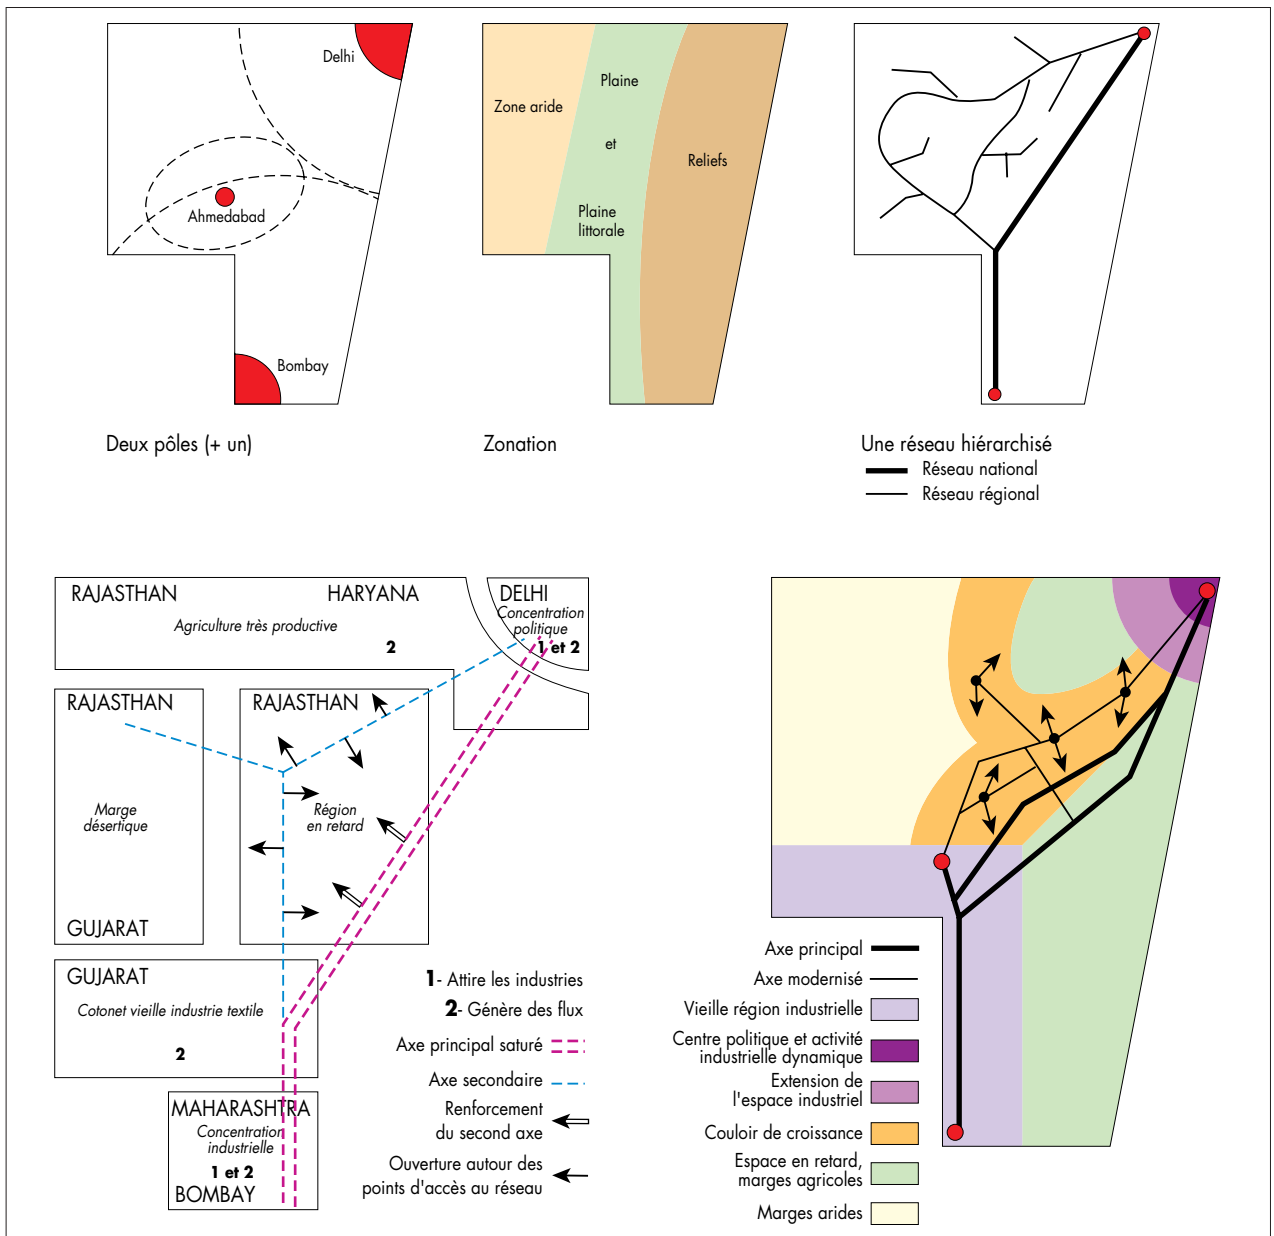 Delhi
Ahmedabad
Bombay
Deux pôles (+ un)
Zone aride
Plaine
et
Plaine
littorale
Reliefs
Zonation
Une réseau hiérarchisé
Réseau national
Réseau régional
RAJASTHAN
HARYANA
Agriculture très productive
2
DELHI
Concentration
politique
1 et 2
RAJASTHAN
Marge
désertique
GUJARAT
RAJASTHAN
Région
en retard
GUJARAT
Cotonet vieille industrie textile
2
MAHARASHTRA
Concentration
industrielle
1 et 2
BOMBAY
1- Attire les industries
2- Génère des flux
Axe principal saturé
Axe secondaire
Renforcement
du second axe
Ouverture autour des
points d'accès au réseau
Axe principal
Axe modernisé
Vieille région industrielle
Centre politique et activité
industrielle dynamique
Extension de
l'espace industriel
Couloir de croissance
Espace en retard,
marges agricoles
Marges arides